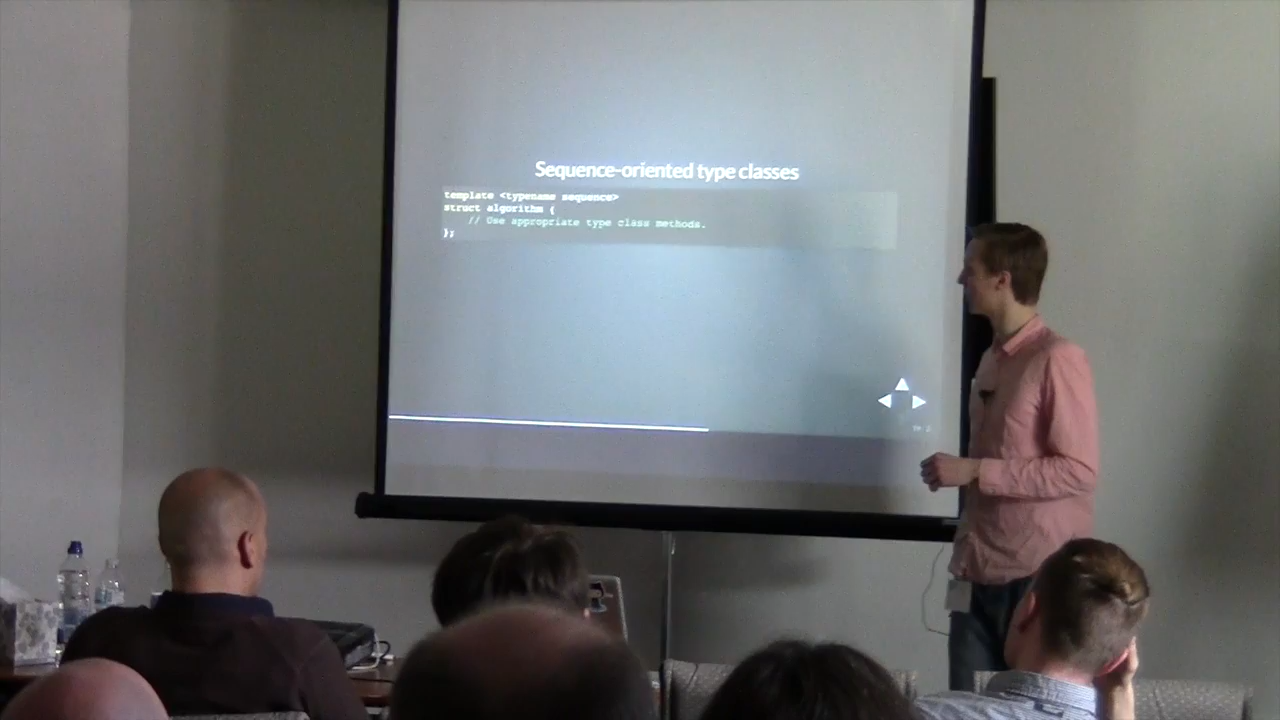 Sequence-oriented type classes
template <typename sequence>
struct algorithm {
// Use appropriate type class methods.
};